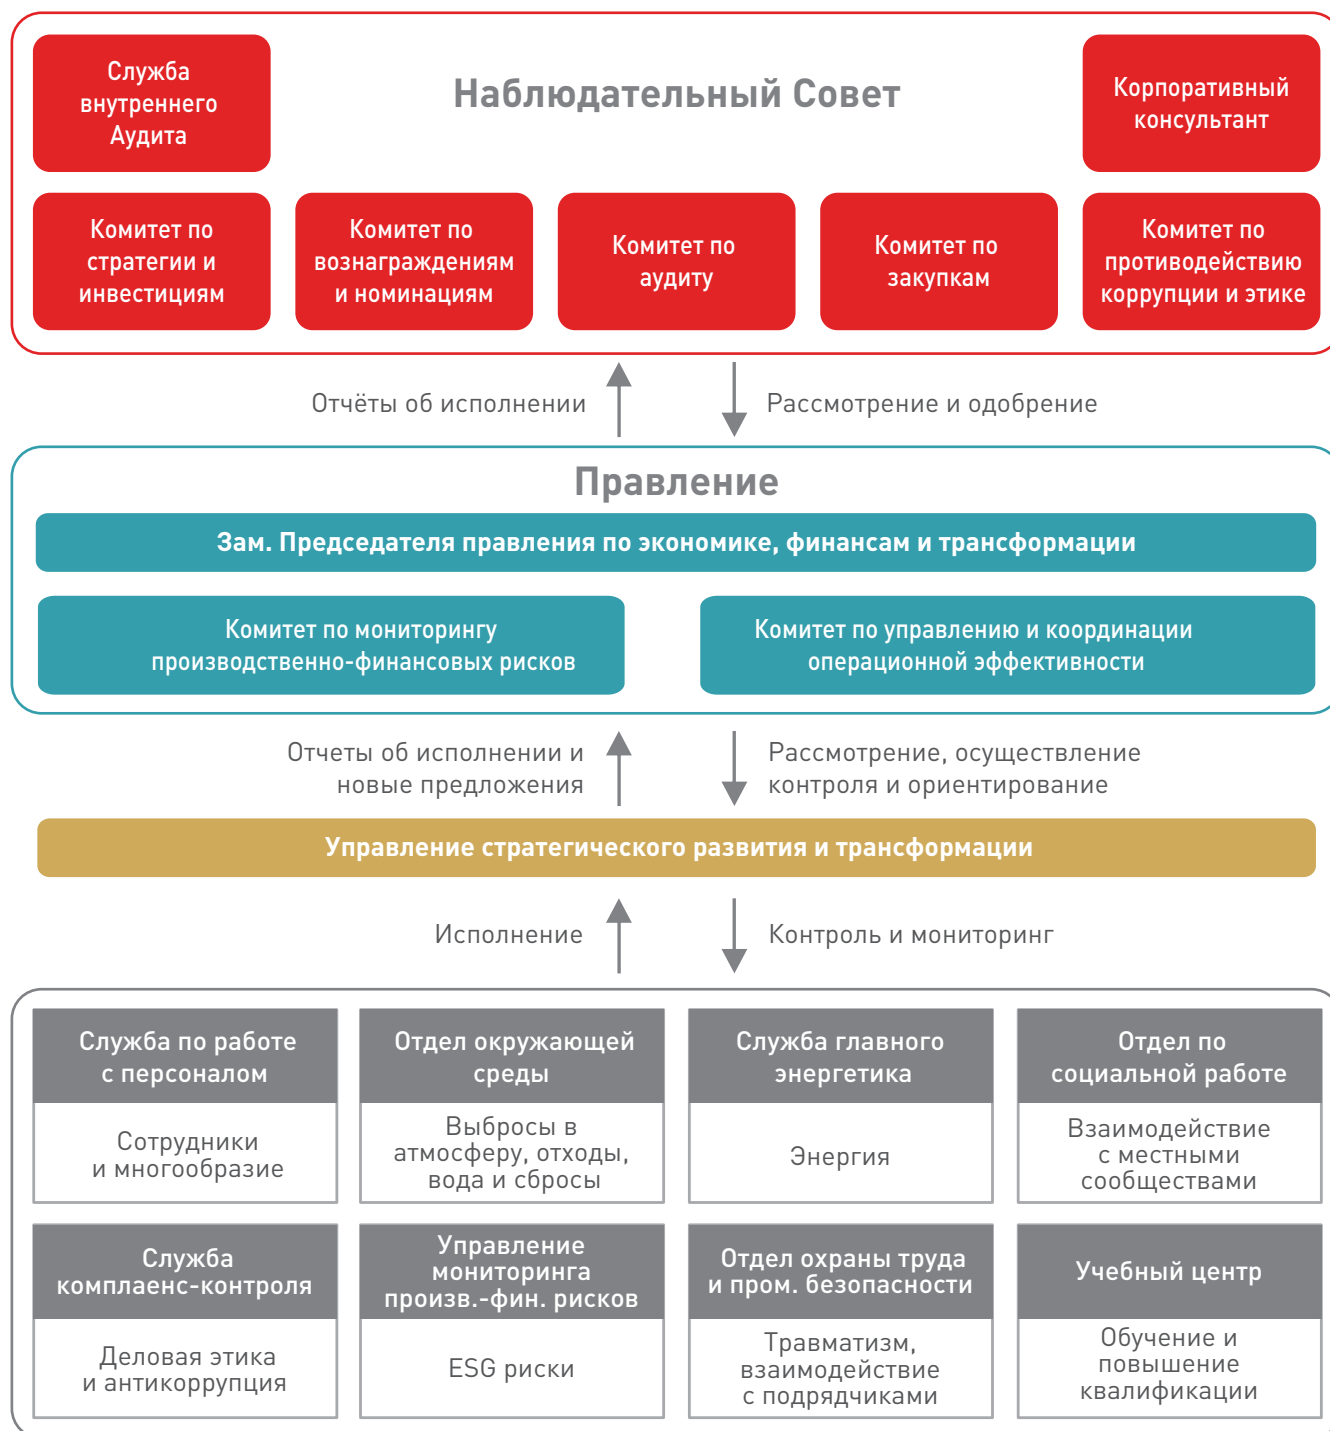 Служба
внутреннего
Аудита
Наблюдательный Совет
Корпоративный
консультант
Комитет по
стратегии и
инвестициям
Комитет по
вознаграждениям
и номинациям
Комитет по
аудиту
Комитет по
закупкам
Комитет по
противодействию
коррупции и этике
Отчёты об исполнении
Рассмотрение и одобрение
Правление
Зам. Председателя правления по экономике, финансам и трансформации
Комитет по мониторингу
производственно-финансовых рисков
Комитет по управлению и координации
операционной эффективности
Отчеты об исполнении и
новые предложения
Рассмотрение, осуществление
контроля и ориентирование
Управление стратегического развития и трансформации
Исполнение
Контроль и мониторинг
Служба по работе
с персоналом
Сотрудники
и многообразие
Отдел окружающей
среды
Выбросы в
атмосферу, отходы,
вода и сбросы
Служба главного
энергетика
Энергия
Отдел по
социальной работе
Взаимодействие
с местными
сообществами
Служба
комплаенс-контроля
Деловая этика
и антикоррупция
Управление
мониторинга
произв.-фин. рисков
ESG риски
Отдел охраны труда
и пром. безопасности
Травматизм,
взаимодействие
с подрядчиками
Учебный центр
Обучение и
повышение
квалификации